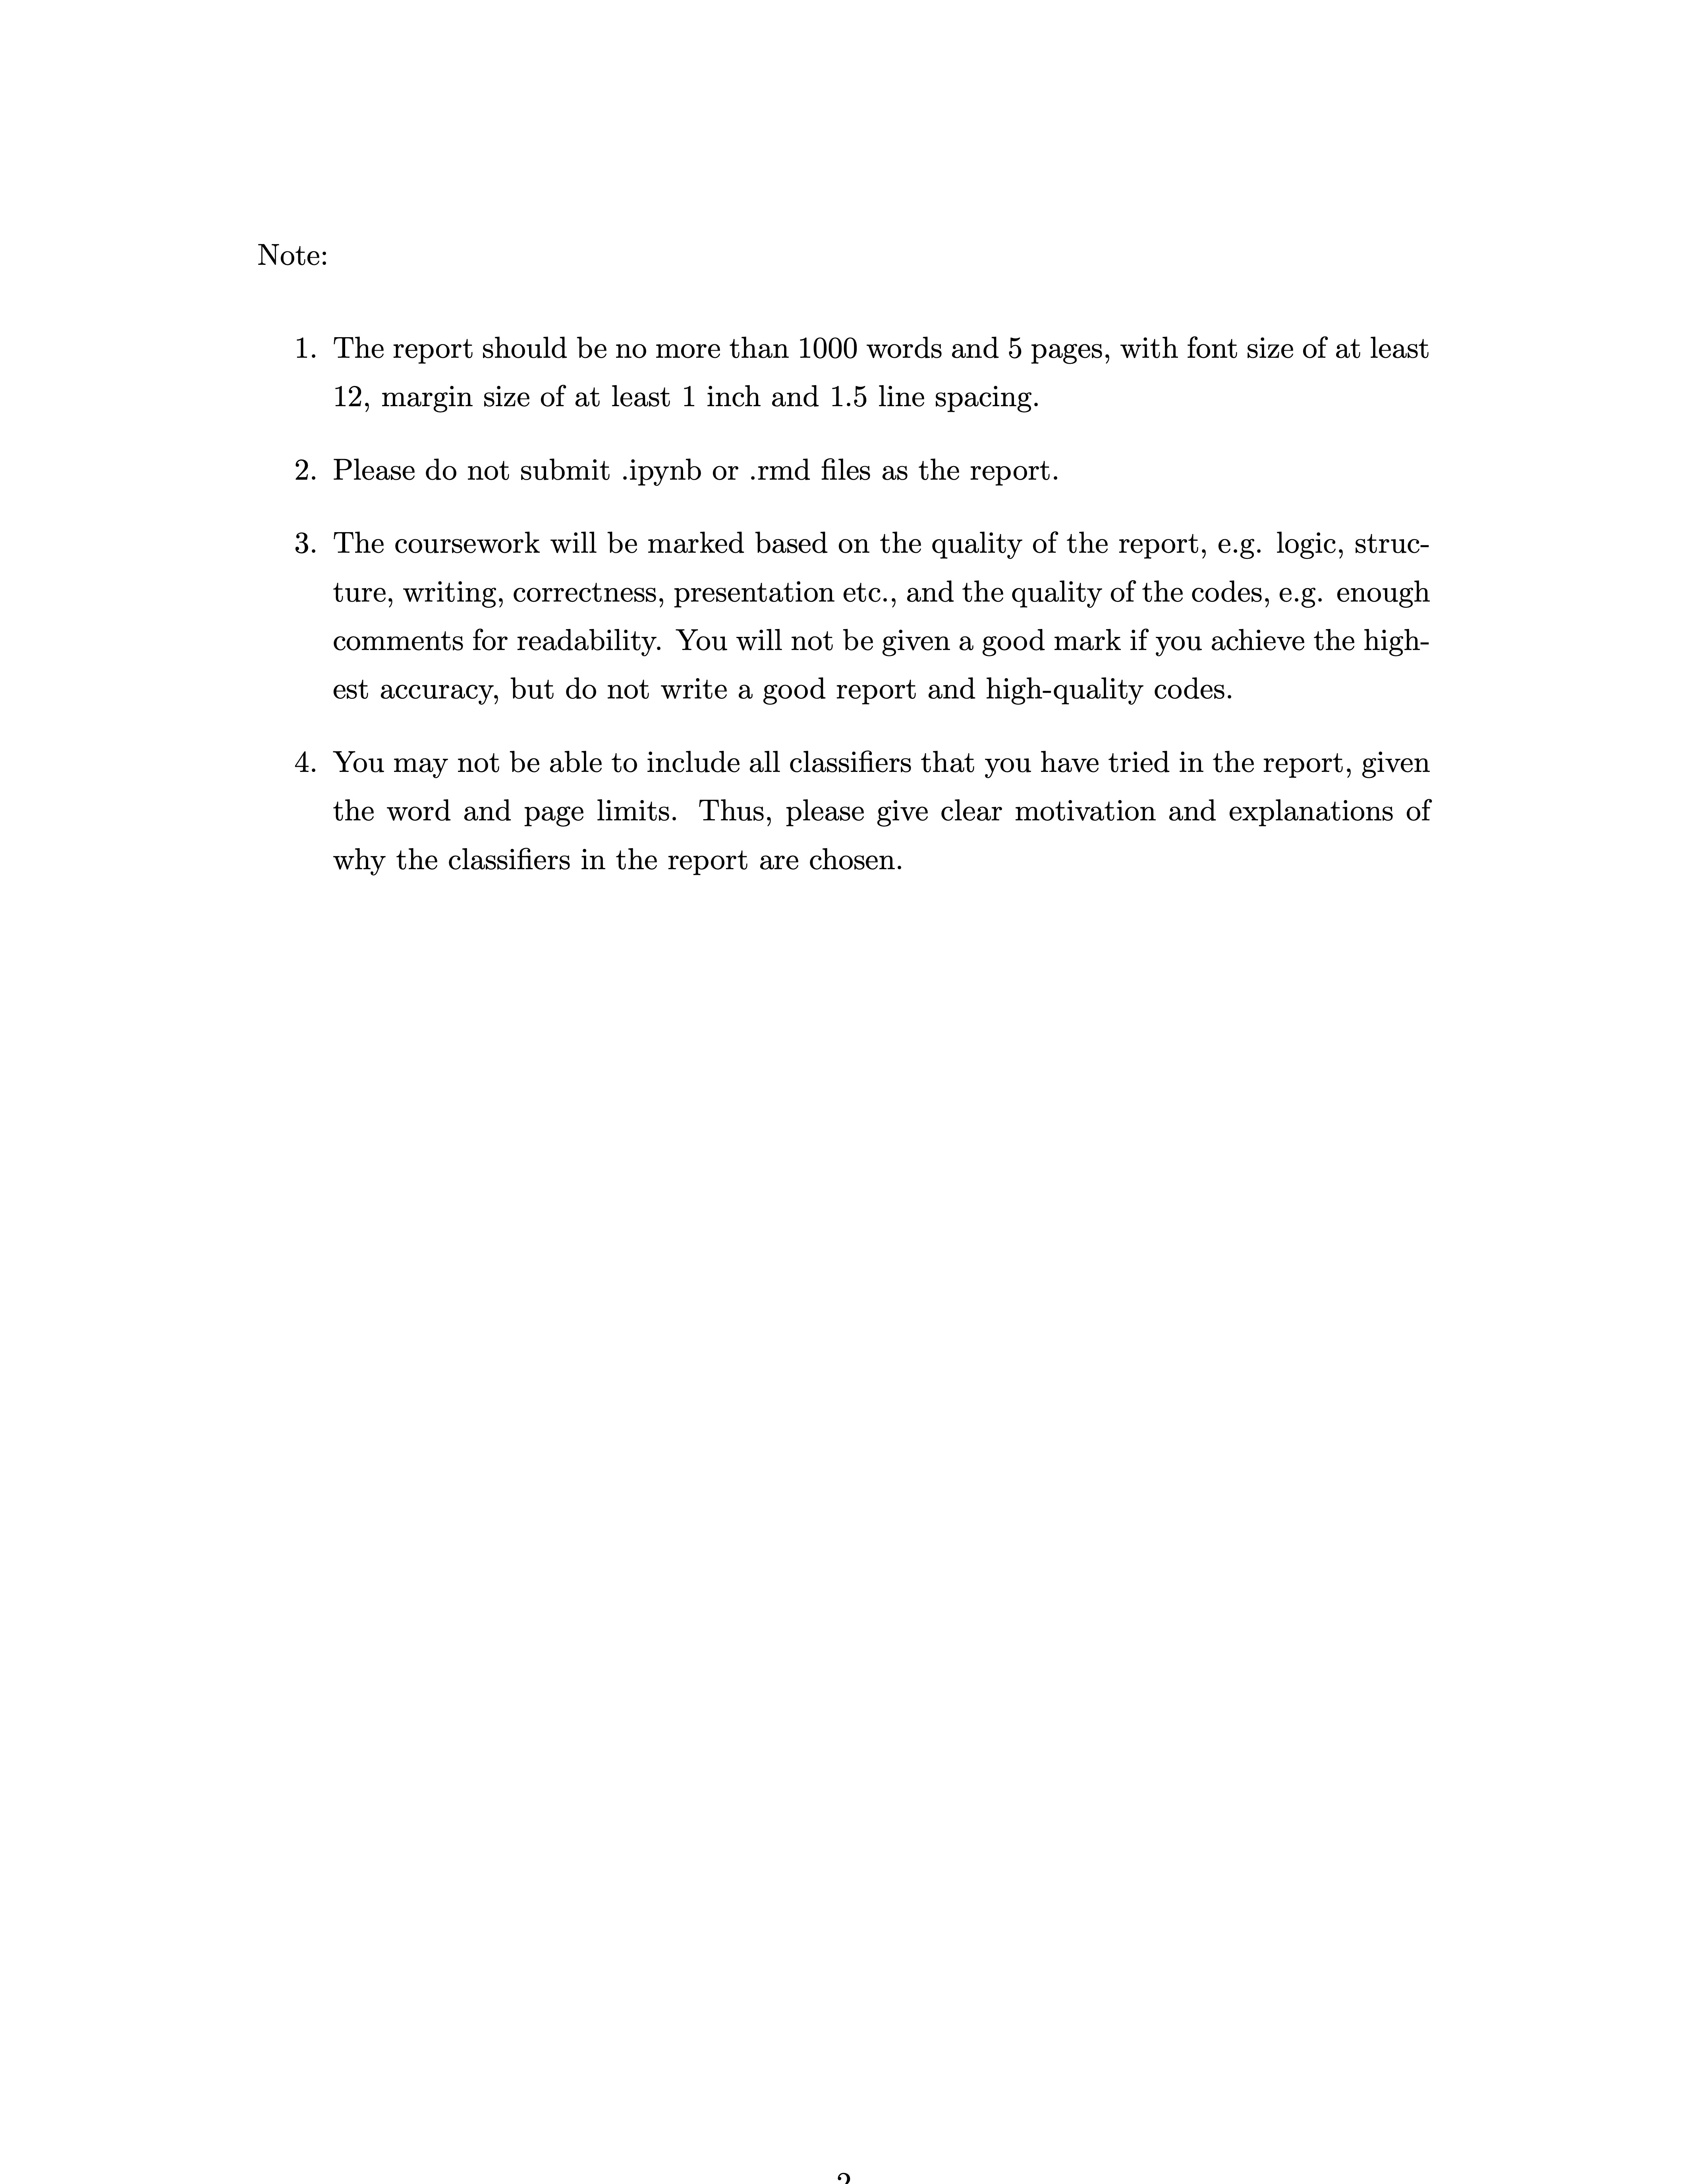 Note:
1. The report should be no more than 1000 words and 5 pages, with font size of at least
12, margin size of at least 1 inch and 1.5 line spacing.
2. Please do not submit .ipynb or .rmd files as the report.
3. The coursework will be marked based on the quality of the report, e.g. logic, struc-
ture, writing, correctness, presentation etc., and the quality of the codes, e.g. enough
comments for readability. You will not be given a good mark if you achieve the high-
est accuracy, but do not write a good report and high-quality codes.
4. You may not be able to include all classifiers that you have tried in the report, given
the word and page limits. Thus, please give clear motivation and explanations of
why the classifiers in the report are chosen.